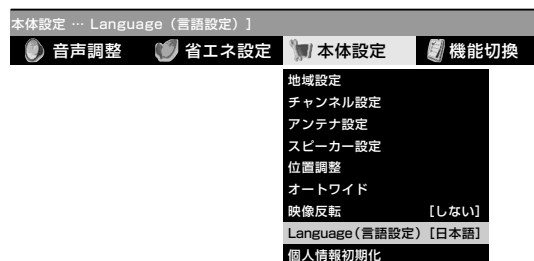 本体設定 … Language（言語設定）]
音声調整 省エネ設定 本体設定 機能切換
地域設定
チャンネル設定
アンテナ設定
スピーカー設定
位置調整
オートワイド
映像反転 [しない]
Language（言語設定） [日本語]
個人情報初期化